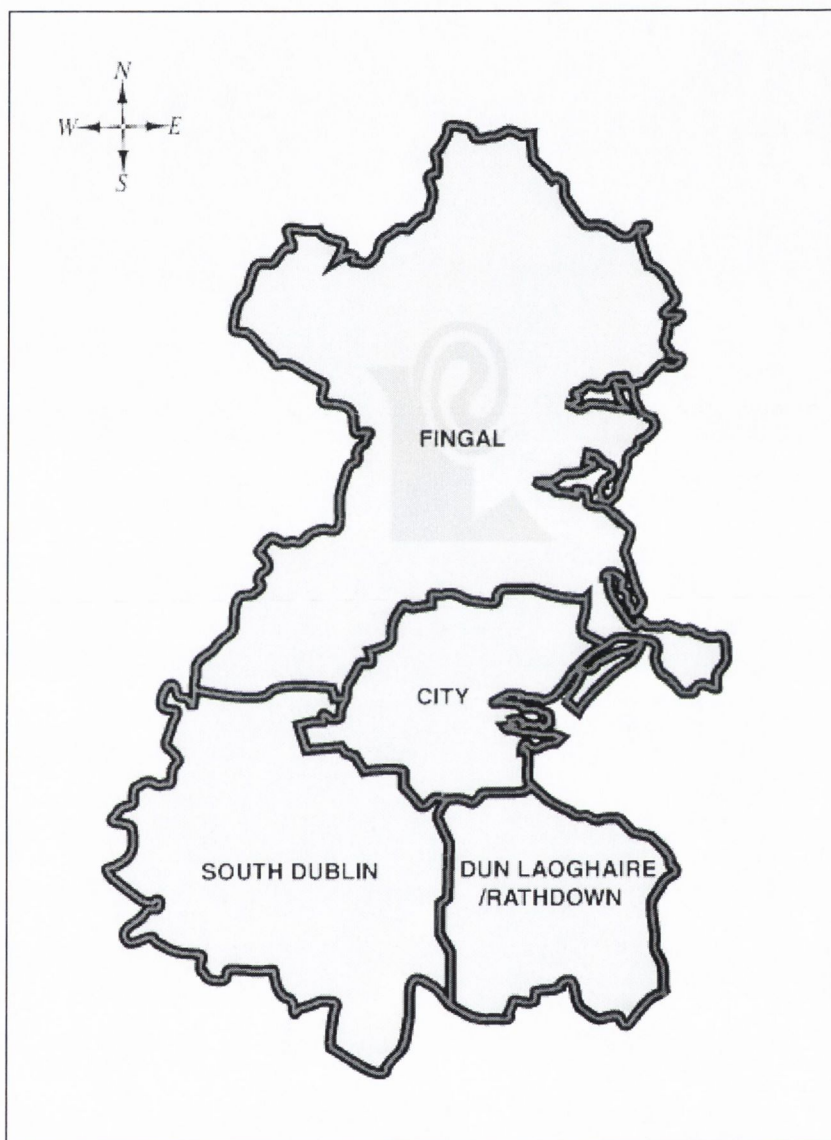 N
W E
S
FINGAL
CITY
SOUTH DUBLIN
DUN LAOGHAIRE
/RATHDOWN